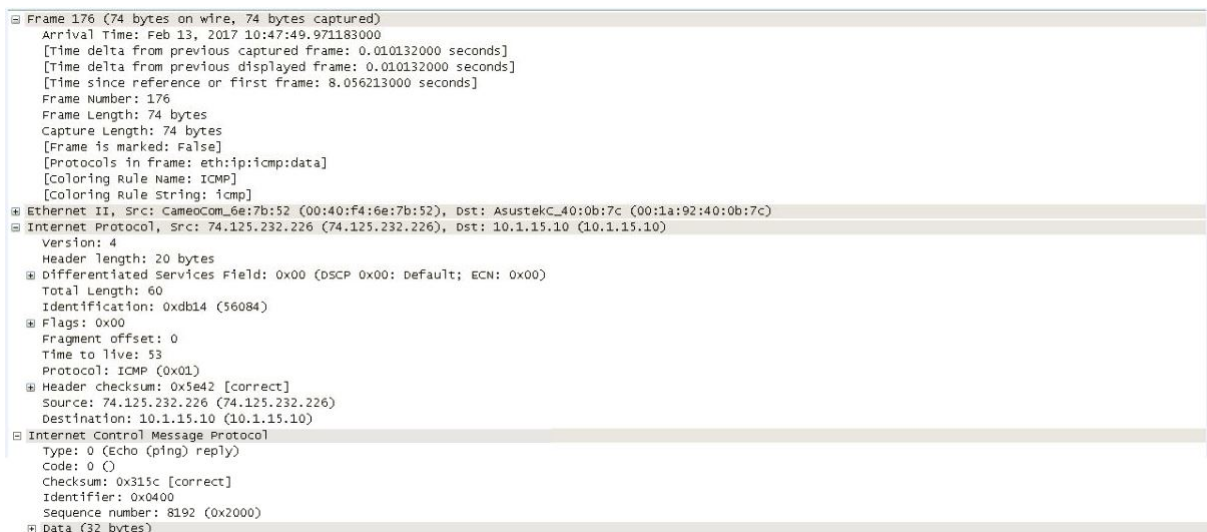 Frame 176 (74 bytes on wire, 74 bytes captured)
Arrival Time: Feb 13, 2017 10:47:49.971183000
[Time delta from previous captured frame: 0.010132000 seconds]
[Time delta from previous displayed frame: 0.010132000 seconds]
[Time since reference or first frame: 8.056213000 seconds]
Frame Number: 176
Frame Length: 74 bytes
Capture Length: 74 bytes
[Frame is marked: False]
[Protocols in frame: eth:ip:icmp:data]
[Coloring Rule Name: ICMP]
[Coloring Rule String: icmp]
Ethernet II, Src: CameoCom_6e:7b:52 (00:40:f4:6e:7b:52), Dst: AsustekC_40:0b:7c (00:1a:92:40:0b:7c)
Internet Protocol, Src: 74.125.232.226 (74.125.232.226), Dst: 10.1.15.10 (10.1.15.10)
Version: 4
Header length: 20 bytes
Differentiated Services Field: 0x00 (DSCP 0x00: Default; ECN: 0x00)
Total Length: 60
Identification: 0xdb14 (56084)
Flags: 0x00
Fragment offset: 0
Time to live: 53
Protocol: ICMP (0x01)
Header checksum: 0x5e42 [correct]
Source: 74.125.232.226 (74.125.232.226)
Destination: 10.1.15.10 (10.1.15.10)
Internet Control Message Protocol
Type: 0 (Echo (ping) reply)
Code: 0 ()
Checksum: 0x315c [correct]
Identifier: 0x0400
Sequence number: 8192 (0x2000)
Data (32 bytes)